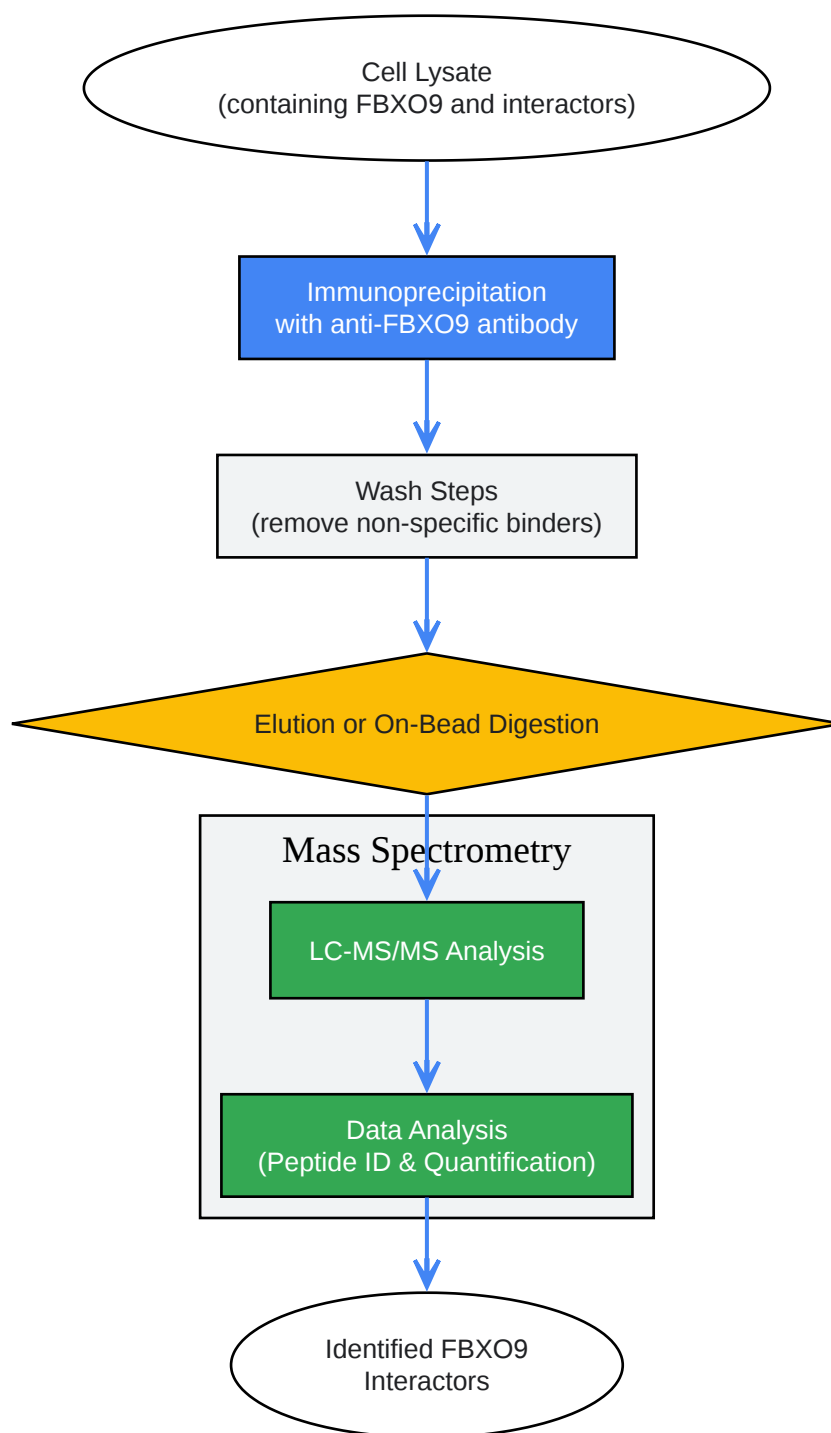 Cell Lysate
(containing FBXO9 and interactors)
Immunoprecipitation
with anti-FBXO9 antibody
Wash Steps
(remove non-specific binders)
Elution or On-Bead Digestion
Mass Spectrometry
LC-MS/MS Analysis
Data Analysis
(Peptide ID & Quantification)
Identified FBXO9
Interactors